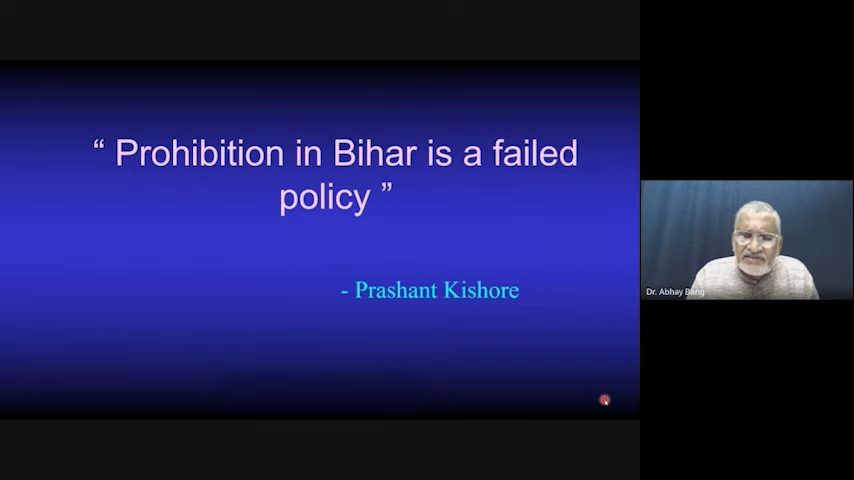 “ Prohibition in Bihar is a failed
policy ”
- Prashant Kishore
Dr. Abhay Bang